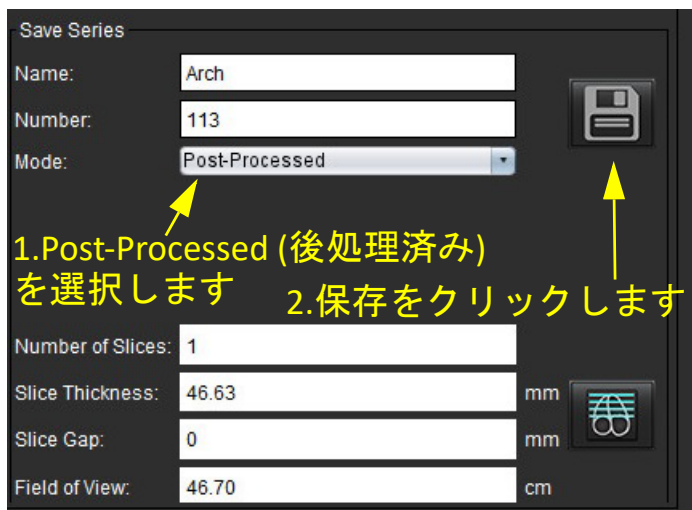 Save Series
Name: Arch
Number: 113
Mode: Post-Processed
1.Post-Processed (後処理済み)
を選択します
2.保存をクリックします
Number of Slices: 1
Slice Thickness: 46.63 mm
Slice Gap: 0 mm
Field of View: 46.70 cm